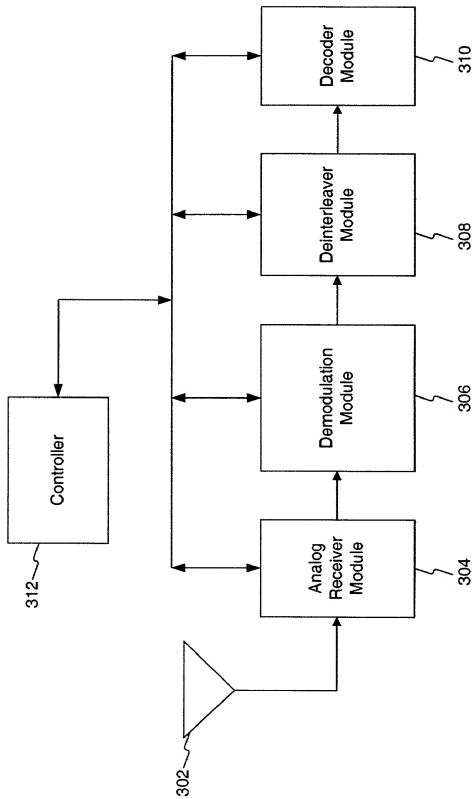 312
Controller
302
Analog
Receiver
Module
304
Demodulation
Module
306
Deinterleaver
Module
308
Decoder
Module
310